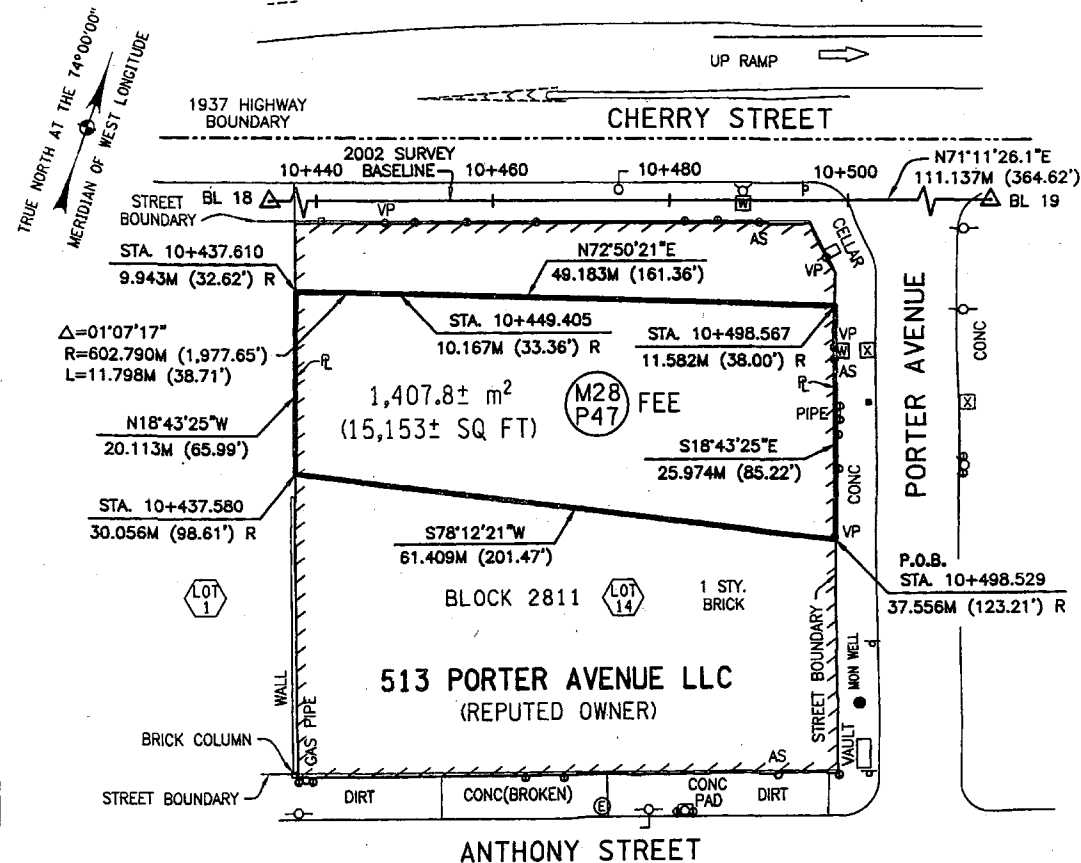 TRUE NORTH AT THE 74°00'00"
MERIDIAN OF WEST LONGITUDE
UP RAMP
1937 HIGHWAY
BOUNDARY
CHERRY STREET
2002 SURVEY
BASELINE
10+440
10+460
10+480
10+500
N71°11'26.1"E
111.137M (364.62')
STREET
BOUNDARY
BL 18
BL 19
VP
W
AS
CELLAR
VP
STA. 10+437.610
9.943M (32.62') R
N72°50'21"E
49.183M (161.36')
STA. 10+449.405
10.167M (33.36') R
STA. 10+498.567
11.582M (38.00') R
△=01°07'17"
R=602.790M (1,977.65')
L=11.798M (38.71')
PL
1,407.8± m²
(15,153± SQ FT)
M28
P47
FEE
VP
W
X
AS
PL
PIPE
PORTER AVENUE
CONC
X
N18°43'25"W
20.113M (65.99')
S18°43'25"E
25.974M (85.22')
CONC
STA. 10+437.580
30.056M (98.61') R
S78°12'21"W
61.409M (201.47')
VP
P.O.B.
STA. 10+498.529
37.556M (123.21') R
LOT
1
BLOCK 2811
LOT
14
1 STY.
BRICK
STREET BOUNDARY
MON WELL
513 PORTER AVENUE LLC
(REPUTED OWNER)
WALL
GAS PIPE
BRICK COLUMN
AS
VAULT
STREET BOUNDARY
DIRT
CONC(BROKEN)
E
CONC
PAD
DIRT
ANTHONY STREET